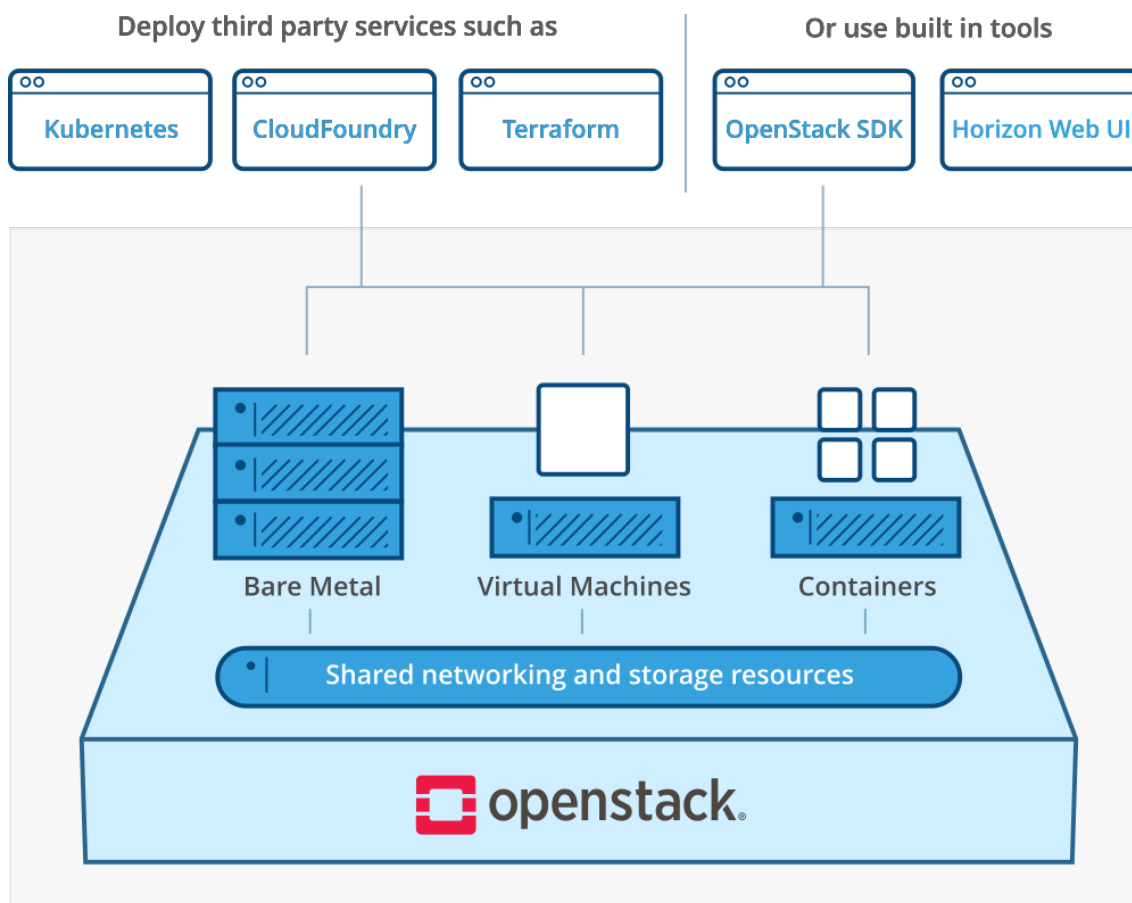 Deploy third party services such as
Or use built in tools
Kubernetes
CloudFoundry
Terraform
OpenStack SDK
Horizon Web UI
Bare Metal
Virtual Machines
Containers
Shared networking and storage resources
openstack®